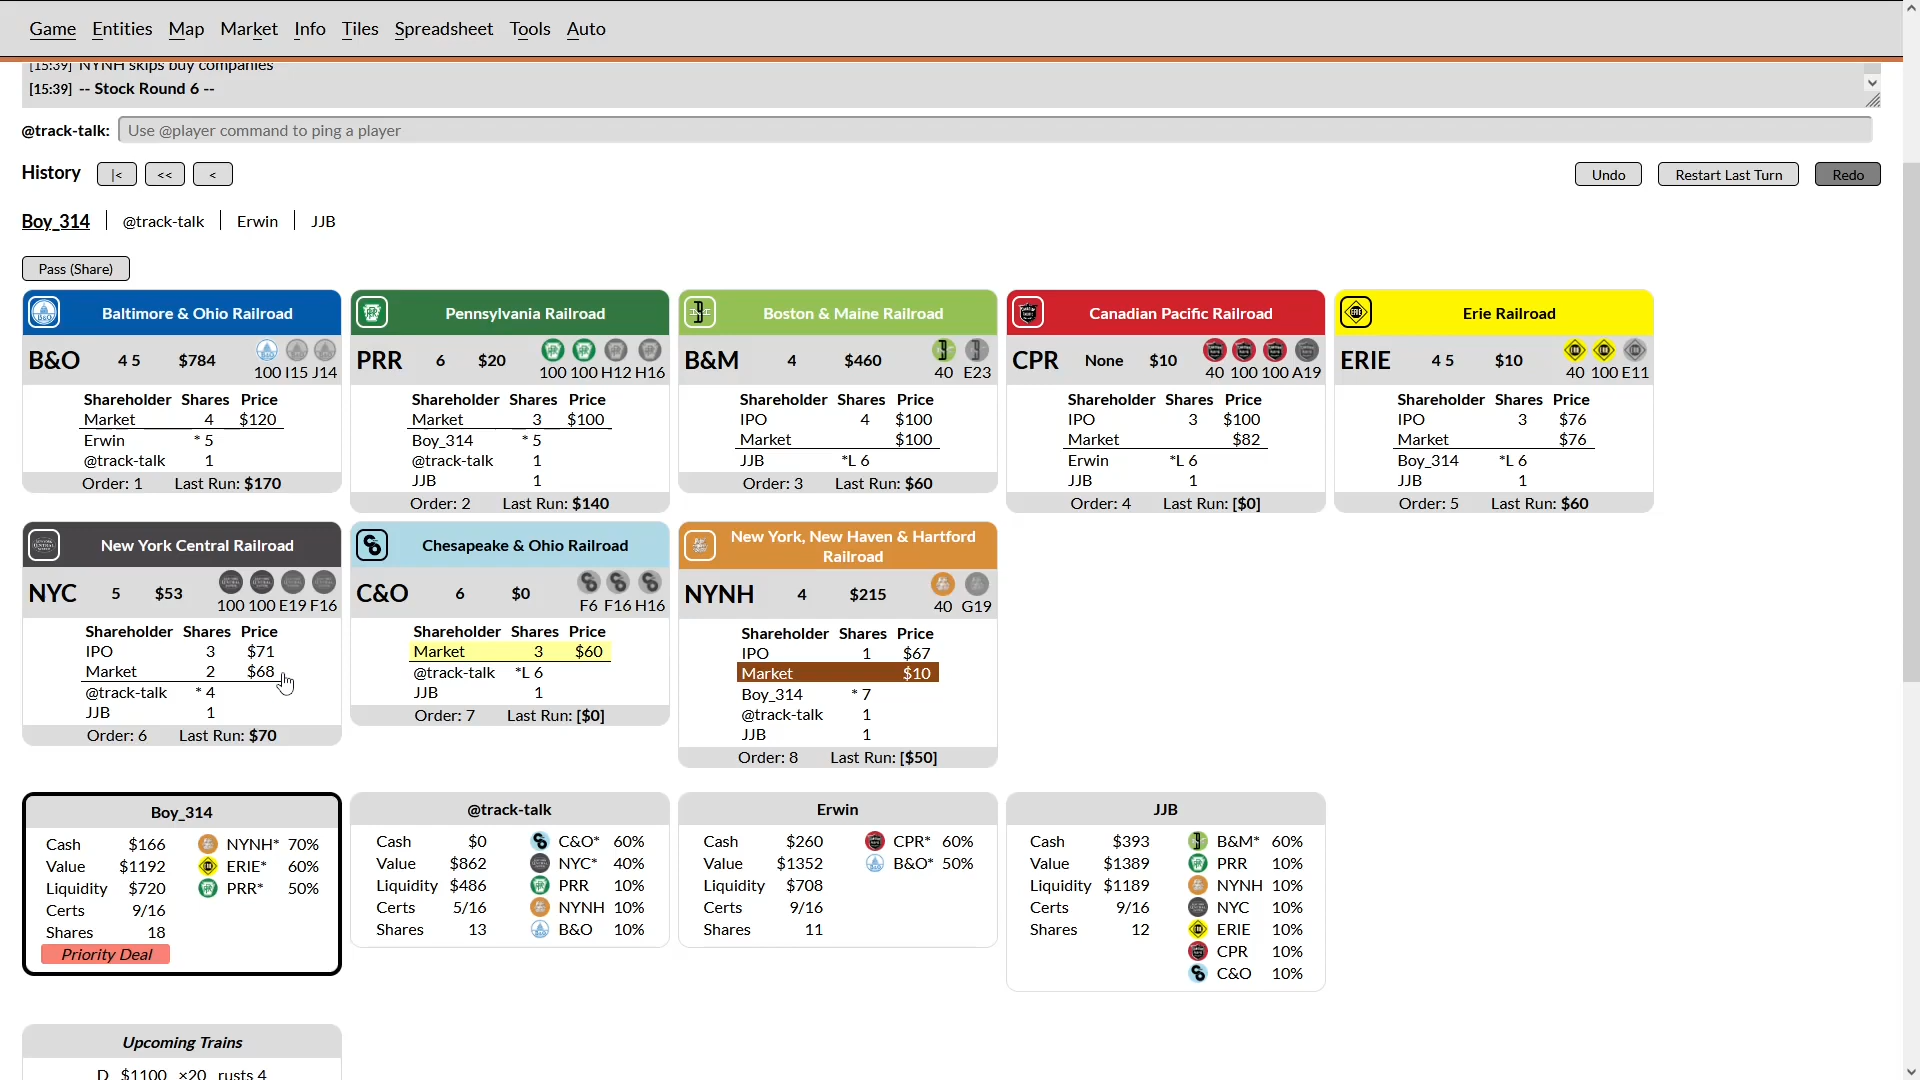 Game Entities Map Market Info Tiles Spreadsheet Tools Auto
[15:39] NYNH skips buy companies
[15:39] -- Stock Round 6 --
@track-talk: Use @player command to ping a player
History |< << < Undo Restart Last Turn Redo
Boy_314 @track-talk Erwin JJB
Pass (Share)
Baltimore & Ohio Railroad
B&O 4 5 $784 100 I15 J14
Shareholder Shares Price
Market 4 $120
Erwin * 5
@track-talk 1
Order: 1 Last Run: $170
Pennsylvania Railroad
PRR 6 $20 100 100 H12 H16
Shareholder Shares Price
Market 3 $100
Boy_314 * 5
@track-talk 1
JJB 1
Order: 2 Last Run: $140
Boston & Maine Railroad
B&M 4 $460 40 E23
Shareholder Shares Price
IPO 4 $100
Market $100
JJB *L 6
Order: 3 Last Run: $60
Canadian Pacific Railroad
CPR None $10 40 100 100 A19
Shareholder Shares Price
IPO 3 $100
Market $82
Erwin *L 6
JJB 1
Order: 4 Last Run: [$0]
Erie Railroad
ERIE 4 5 $10 40 100 E11
Shareholder Shares Price
IPO 3 $76
Market $76
Boy_314 *L 6
JJB 1
Order: 5 Last Run: $60
New York Central Railroad
NYC 5 $53 100 100 E19 F16
Shareholder Shares Price
IPO 3 $71
Market 2 $68
@track-talk * 4
JJB 1
Order: 6 Last Run: $70
Chesapeake & Ohio Railroad
C&O 6 $0 F6 F16 H16
Shareholder Shares Price
Market 3 $60
@track-talk *L 6
JJB 1
Order: 7 Last Run: [$0]
New York, New Haven & Hartford
Railroad
NYNH 4 $215 40 G19
Shareholder Shares Price
IPO 1 $67
Market $10
Boy_314 * 7
@track-talk 1
JJB 1
Order: 8 Last Run: [$50]
Boy_314
Cash $166 NYNH* 70%
Value $1192 ERIE* 60%
Liquidity $720 PRR* 50%
Certs 9/16
Shares 18
Priority Deal
@track-talk
Cash $0 C&O* 60%
Value $862 NYC* 40%
Liquidity $486 PRR 10%
Certs 5/16 NYNH 10%
Shares 13 B&O 10%
Erwin
Cash $260 CPR* 60%
Value $1352 B&O* 50%
Liquidity $708
Certs 9/16
Shares 11
JJB
Cash $393 B&M* 60%
Value $1389 PRR 10%
Liquidity $1189 NYNH 10%
Certs 9/16 NYC 10%
Shares 12 ERIE 10%
CPR 10%
C&O 10%
Upcoming Trains
D $1100 ×20 rusts 4